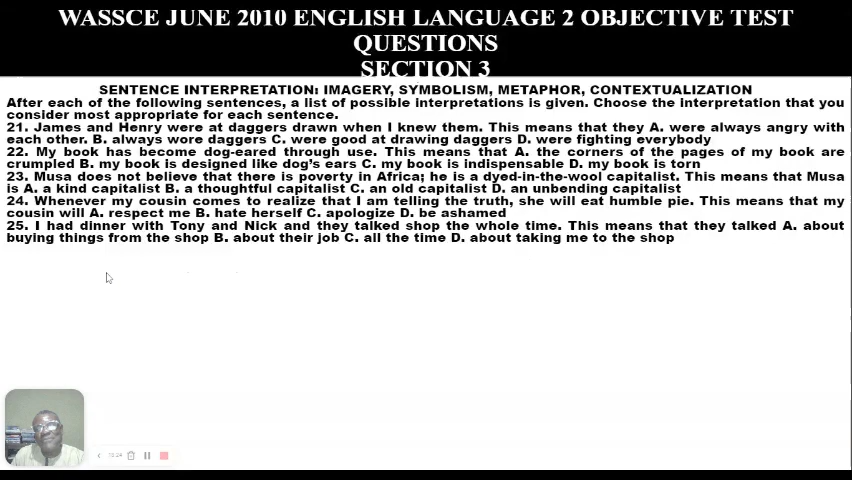 WASSCE JUNE 2010 ENGLISH LANGUAGE 2 OBJECTIVE TEST
QUESTIONS
SECTION 3
SENTENCE INTERPRETATION: IMAGERY, SYMBOLISM, METAPHOR, CONTEXTUALIZATION
After each of the following sentences, a list of possible interpretations is given. Choose the interpretation that you
consider most appropriate for each sentence.
21. James and Henry were at daggers drawn when I knew them. This means that they A. were always angry with
each other. B. always wore daggers C. were good at drawing daggers D. were fighting everybody
22. My book has become dog-eared through use. This means that A. the corners of the pages of my book are
crumpled B. my book is designed like dog's ears C. my book is indispensable D. my book is torn
23. Musa does not believe that there is poverty in Africa; he is a dyed-in-the-wool capitalist. This means that Musa
is A. a kind capitalist B. a thoughtful capitalist C. an old capitalist D. an unbending capitalist
24. Whenever my cousin comes to realize that I am telling the truth, she will eat humble pie. This means that my
cousin will A. respect me B. hate herself C. apologize D. be ashamed
25. I had dinner with Tony and Nick and they talked shop the whole time. This means that they talked A. about
buying things from the shop B. about their job C. all the time D. about taking me to the shop